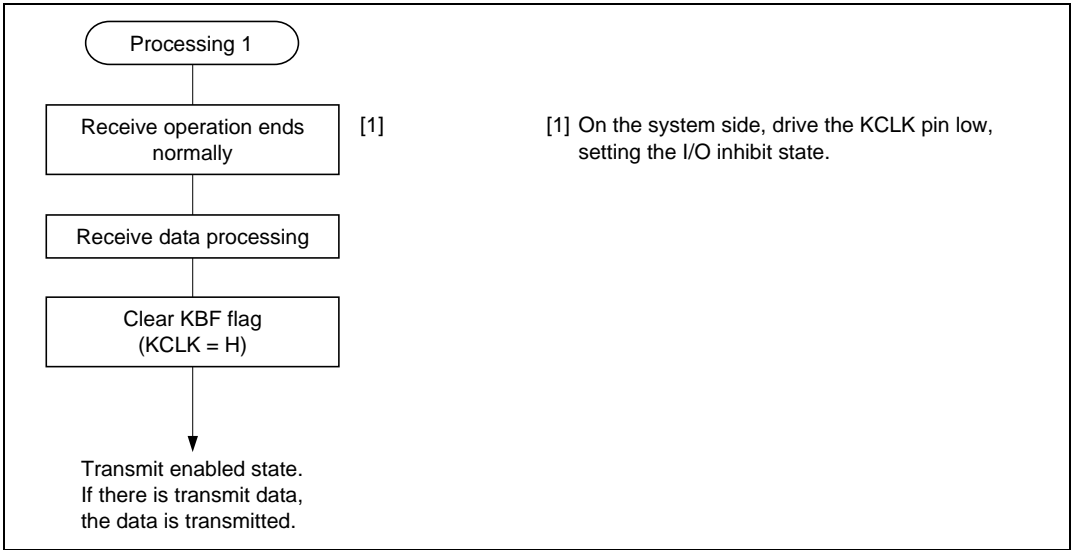 Processing 1
Receive operation ends
normally
[1]
[1] On the system side, drive the KCLK pin low,
setting the I/O inhibit state.
Receive data processing
Clear KBF flag
(KCLK = H)
Transmit enabled state.
If there is transmit data,
the data is transmitted.